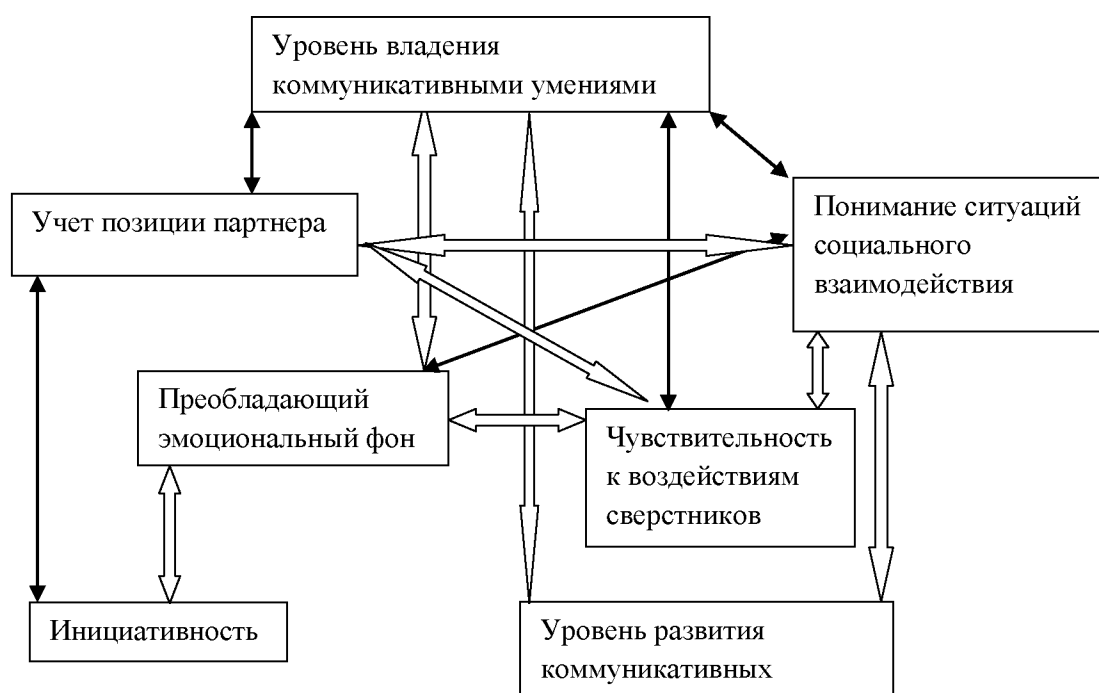 Уровень владения
коммуникативными умениями
Учет позиции партнера
Понимание ситуаций
социального
взаимодействия
Преобладающий
эмоциональный фон
Чувствительность
к воздействиям
сверстников
Инициативность
Уровень развития
коммуникативных